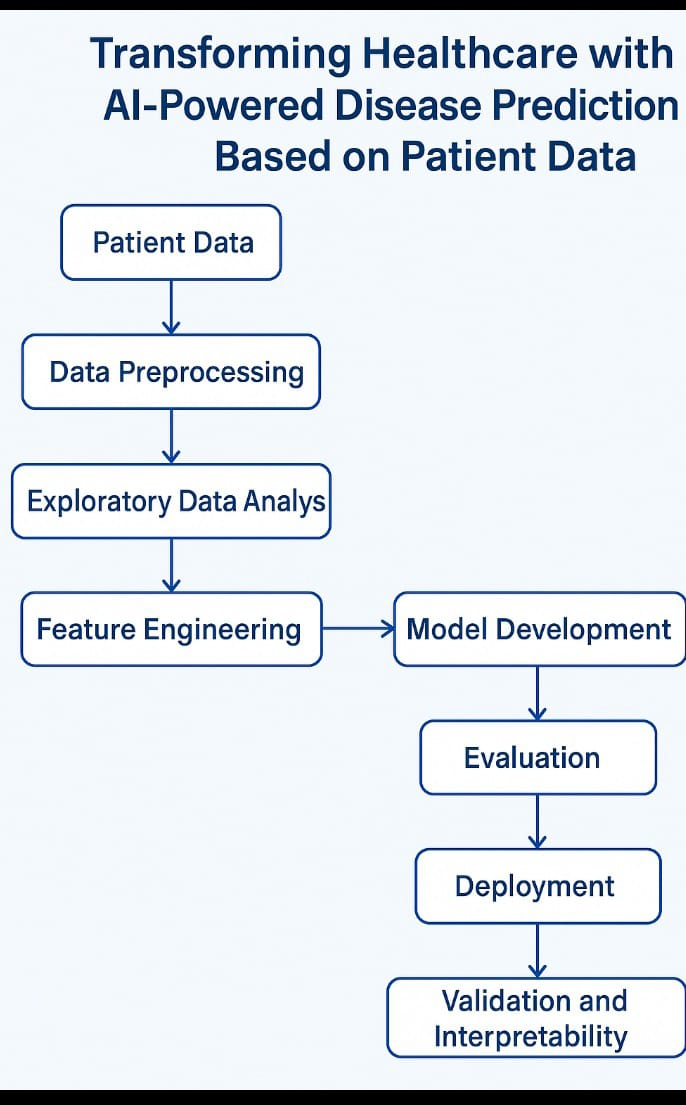 Transforming Healthcare with
AI-Powered Disease Prediction
Based on Patient Data
Patient Data
Data Preprocessing
Exploratory Data Analys
Feature Engineering
Model Development
Evaluation
Deployment
Validation and
Interpretability